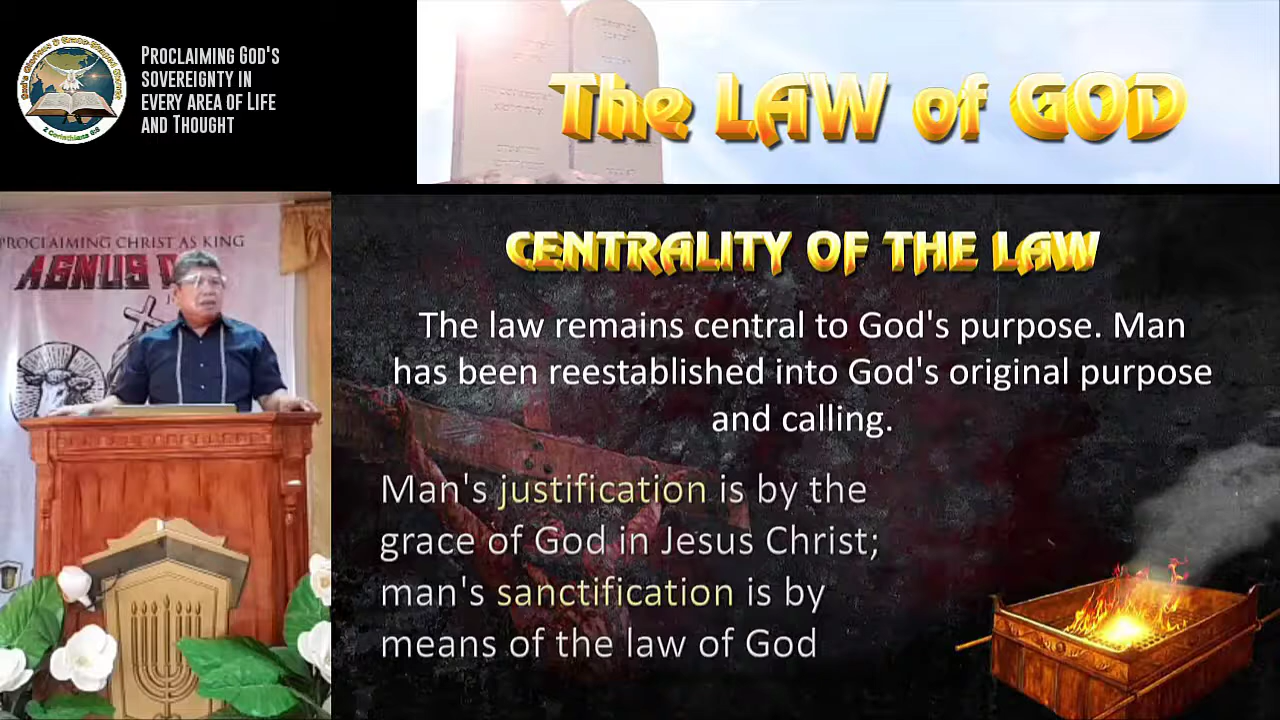 PROCLAIMING GOD'S
SOVEREIGNTY IN
EVERY AREA OF LIFE
AND THOUGHT
2 Corinthians
The LAW of GOD
PROCLAIMING CHRIST AS KING
AGNUS
CENTRALITY OF THE LAW
The law remains central to God's purpose. Man
has been reestablished into God's original purpose
and calling.
Man's justification is by the
grace of God in Jesus Christ;
man's sanctification is by
means of the law of God